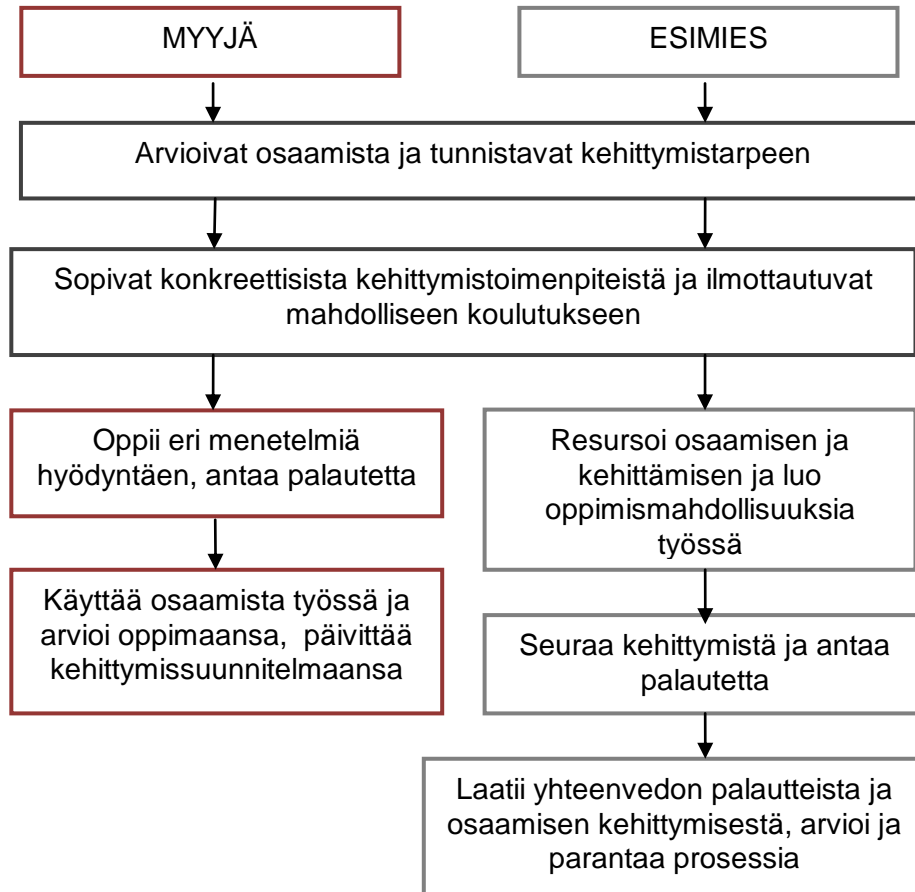 MYYJÄ
ESIMIES
Arvioivat osaamista ja tunnistavat kehittymistarpeen
Sopivat konkreettisista kehittymistoimenpiteistä ja ilmottautuvat
mahdolliseen koulutukseen
Oppii eri menetelmiä
hyödyntäen, antaa palautetta
Resursoi osaamisen ja
kehittämisen ja luo
oppimismahdollisuuksia
työssä
Käyttää osaamista työssä ja
arvioi oppimaansa, päivittää
kehittymissuunnitelmaansa
Seuraa kehittymistä ja antaa
palautetta
Laatii yhteenvedon palautteista ja
osaamisen kehittymisestä, arvioi ja
parantaa prosessia